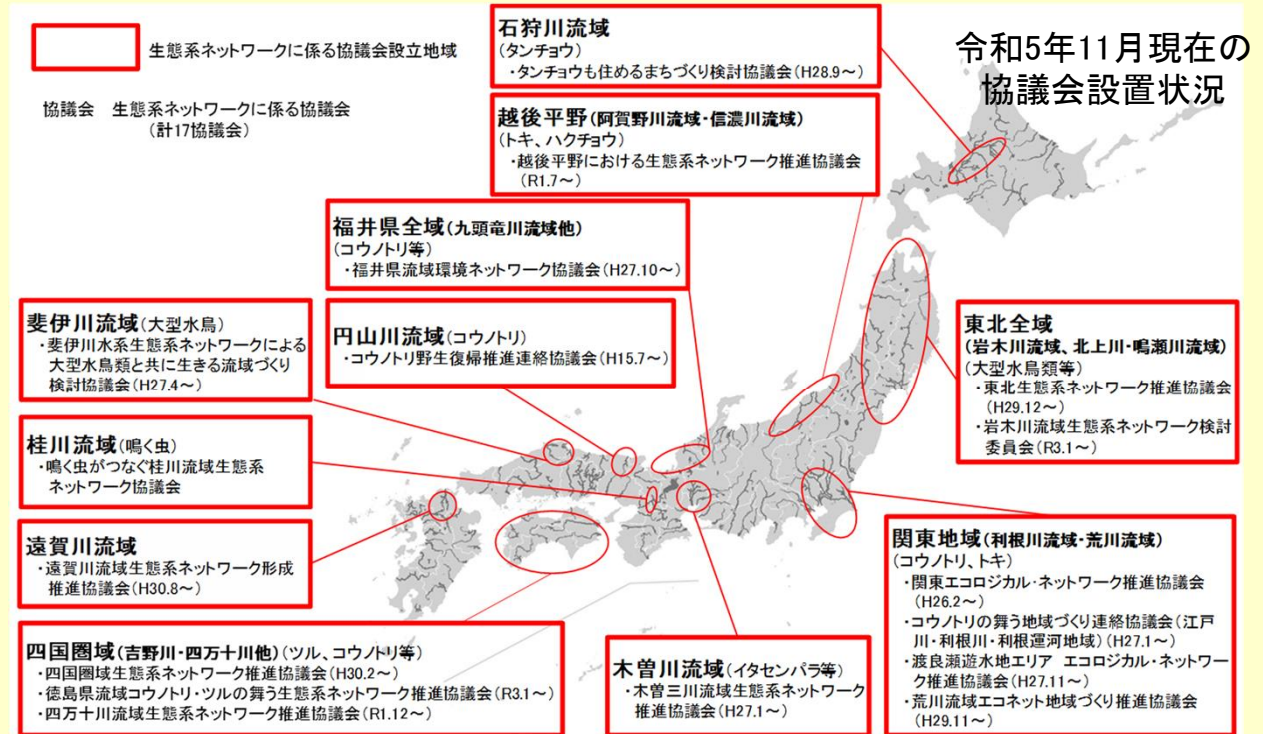 生態系ネットワークに係る協議会設立地域
協議会 生態系ネットワークに係る協議会
(計17協議会)
令和5年11月現在の
協議会設置状況
石狩川流域
(タンチョウ)
・タンチョウも住めるまちづくり検討協議会(H28.9~)
越後平野(阿賀野川流域・信濃川流域)
(トキ、ハクチョウ)
・越後平野における生態系ネットワーク推進協議会
(R1.7~)
福井県全域(九頭竜川流域他)
(コウノトリ等)
・福井県流域環境ネットワーク協議会(H27.10~)
斐伊川流域(大型水鳥)
・斐伊川水系生態系ネットワークによる
大型水鳥類と共に生きる流域づくり
検討協議会(H27.4~)
円山川流域(コウノトリ)
・コウノトリ野生復帰推進連絡協議会(H15.7~)
東北全域
(岩木川流域、北上川・鳴瀬川流域)
(大型水鳥類等)
・東北生態系ネットワーク推進協議会
(H29.12~)
・岩木川流域生態系ネットワーク検討
委員会(R3.1~)
桂川流域(鳴く虫)
・鳴く虫がつなぐ桂川流域生態系
ネットワーク協議会
遠賀川流域
・遠賀川流域生態系ネットワーク形成
推進協議会(H30.8~)
関東地域(利根川流域・荒川流域)
(コウノトリ、トキ)
・関東エコロジカル・ネットワーク推進協議会
(H26.2~)
・コウノトリの舞う地域づくり連絡協議会(江戸
川・利根川・利根運河地域)(H27.1~)
・渡良瀬遊水地エリア エコロジカル・ネットワー
ク推進協議会(H27.11~)
・荒川流域エコネット地域づくり推進協議会
(H29.11~)
四国圏域(吉野川・四万十川他)(ツル、コウノトリ等)
・四国圏域生態系ネットワーク推進協議会(H30.2~)
・徳島県流域コウノトリ・ツルの舞う生態系ネットワーク推進協議会(R3.1~)
・四万十川流域生態系ネットワーク推進協議会(R1.12~)
木曽川流域(イタセンパラ等)
・木曽三川流域生態系ネットワーク
推進協議会(H27.1~)